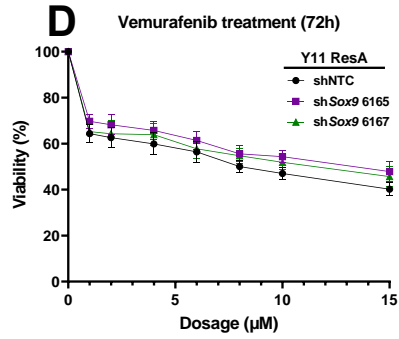 D
Vemurafenib treatment (72h)
Y11 ResA
shNTC
shSox9 6165
shSox9 6167
Viability (%)
100
80
60
40
20
0
0
5
10
15
Dosage (µM)